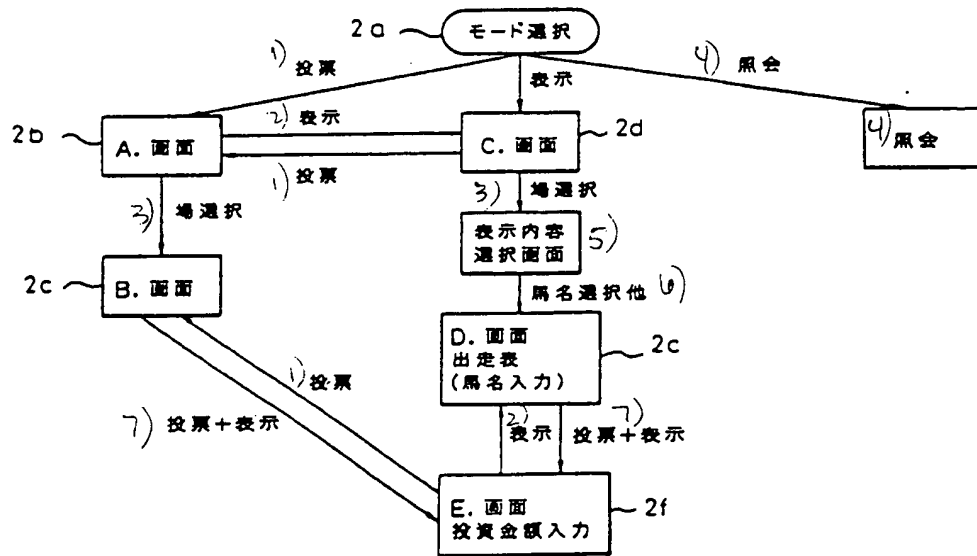 2a モード選択
1) 投票
表示
4) 照会
2b A. 画面
2) 表示
1) 投票
C. 画面 2d
4) 照会
3) 場選択
3) 場選択
表示内容
選択画面
5)
2c B. 画面
馬名選択他 6)
D. 画面
出走表
(馬名入力)
2c
1) 投票
7) 投票+表示
2) 表示
7) 投票+表示
E. 画面
投資金額入力
2f